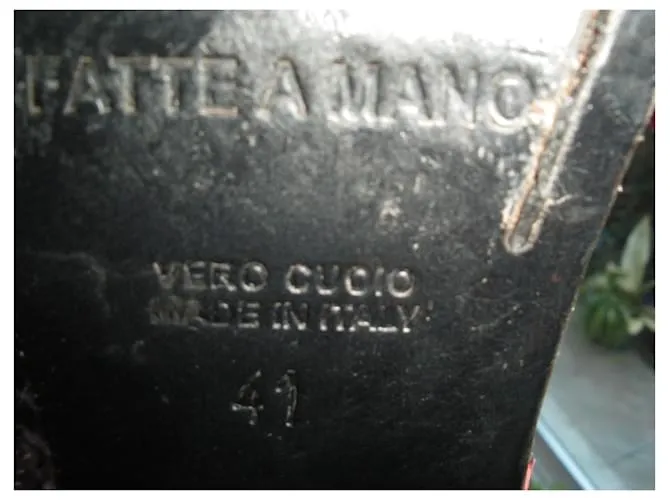 FATTE A MANO
VERO CUOIO
MADE IN ITALY
41